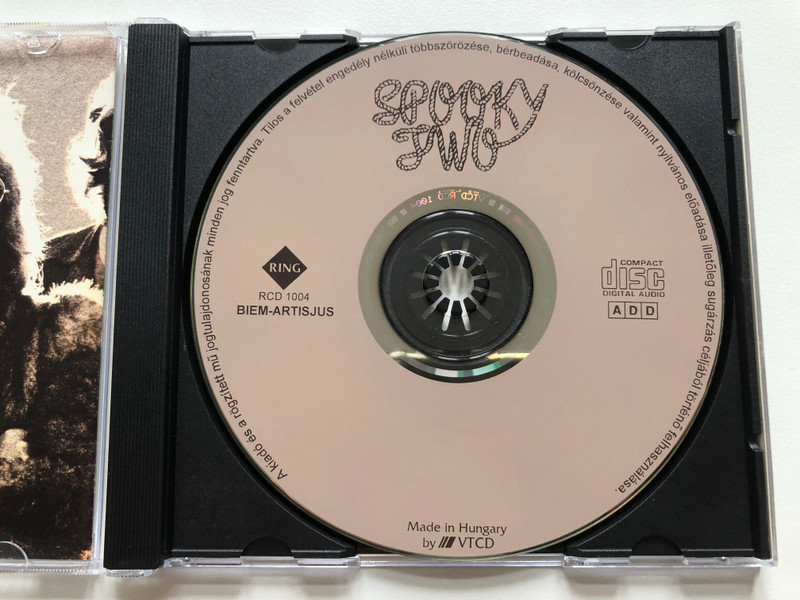 A kiadó és a rögzített mű jogtulajdonosának minden jog fenntartva. Tilos a felvétel engedély nélküli többszörözése, bérbeadása, kölcsönzése valamint nyilvános előadása illetőleg sugárzás céljából történő felhasználása.
SPOOKY
TWO
RING
RCD 1004
BIEM-ARTISJUS
COMPACT
disc
DIGITAL AUDIO
ADD
Made in Hungary
by VTCD